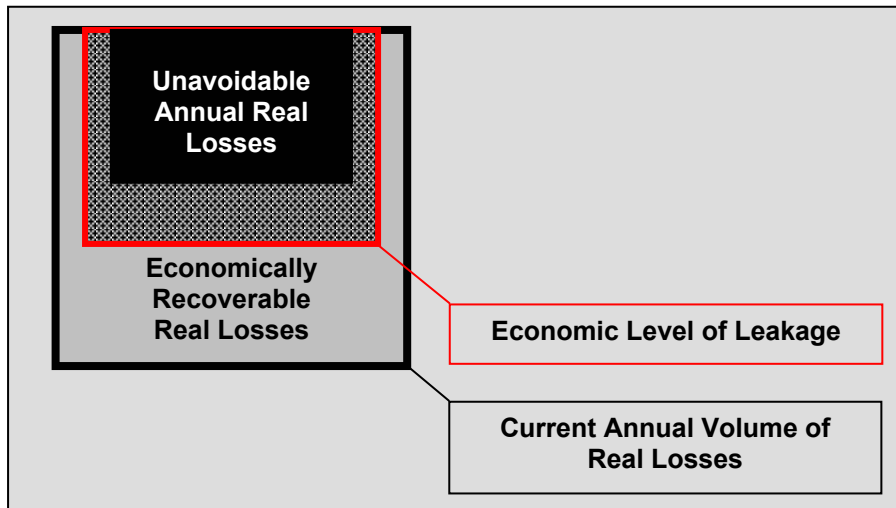 Unavoidable
Annual Real
Losses
Economically
Recoverable
Real Losses
Economic Level of Leakage
Current Annual Volume of
Real Losses